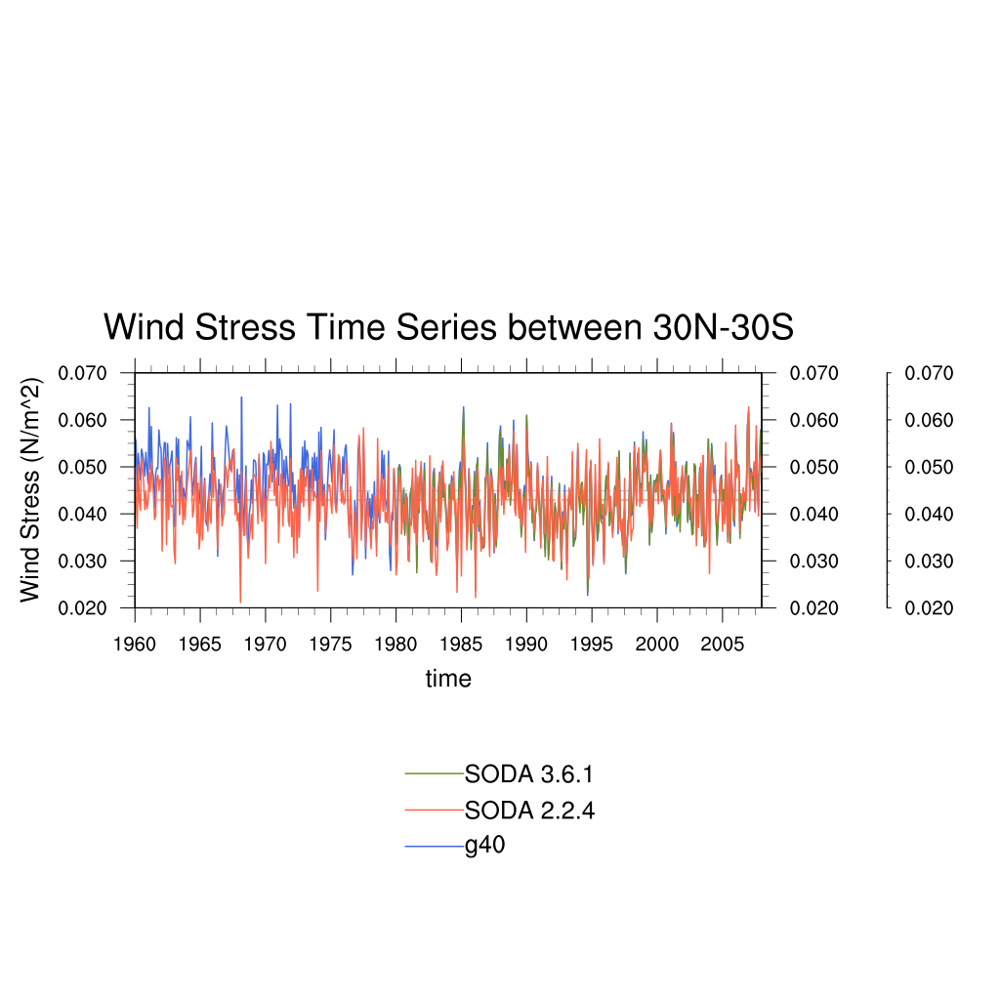 Wind Stress Time Series between 30N-30S
Wind Stress (N/m^2)
0.070 0.070 0.070
0.060 0.060 0.060
0.050 0.050 0.050
0.040 0.040 0.040
0.030 0.030 0.030
0.020 0.020 0.020
1960 1965 1970 1975 1980 1985 1990 1995 2000 2005
time
SODA 3.6.1
SODA 2.2.4
g40